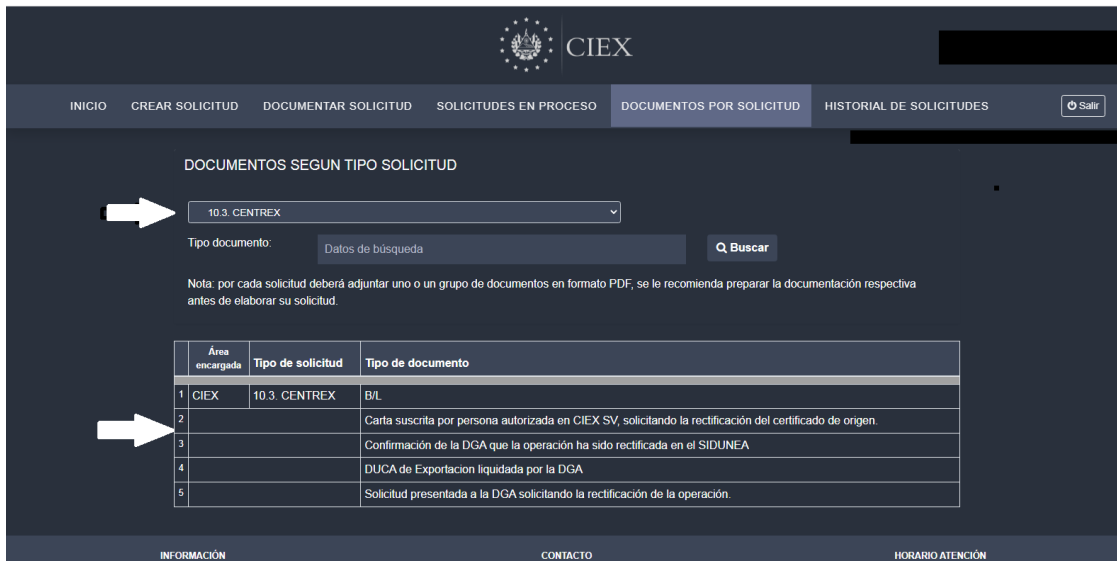 CIEX
INICIO CREAR SOLICITUD DOCUMENTAR SOLICITUD SOLICITUDES EN PROCESO DOCUMENTOS POR SOLICITUD HISTORIAL DE SOLICITUDES Salir
DOCUMENTOS SEGUN TIPO SOLICITUD
10.3. CENTREX
Tipo documento: Datos de búsqueda Buscar
Nota: por cada solicitud deberá adjuntar uno o un grupo de documentos en formato PDF, se le recomienda preparar la documentación respectiva
antes de elaborar su solicitud.
Área
encargada Tipo de solicitud Tipo de documento
1 CIEX 10.3. CENTREX B/L
2 Carta suscrita por persona autorizada en CIEX SV, solicitando la rectificación del certificado de origen.
3 Confirmación de la DGA que la operación ha sido rectificada en el SIDUNEA
4 DUCA de Exportacion liquidada por la DGA
5 Solicitud presentada a la DGA solicitando la rectificación de la operación.
INFORMACIÓN CONTACTO HORARIO ATENCIÓN